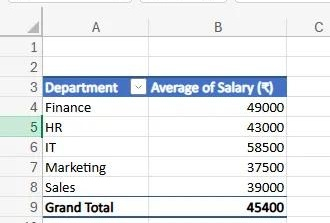 A B C
1
2
3 Department Average of Salary (₹)
4 Finance 49000
5 HR 43000
6 IT 58500
7 Marketing 37500
8 Sales 39000
9 Grand Total 45400